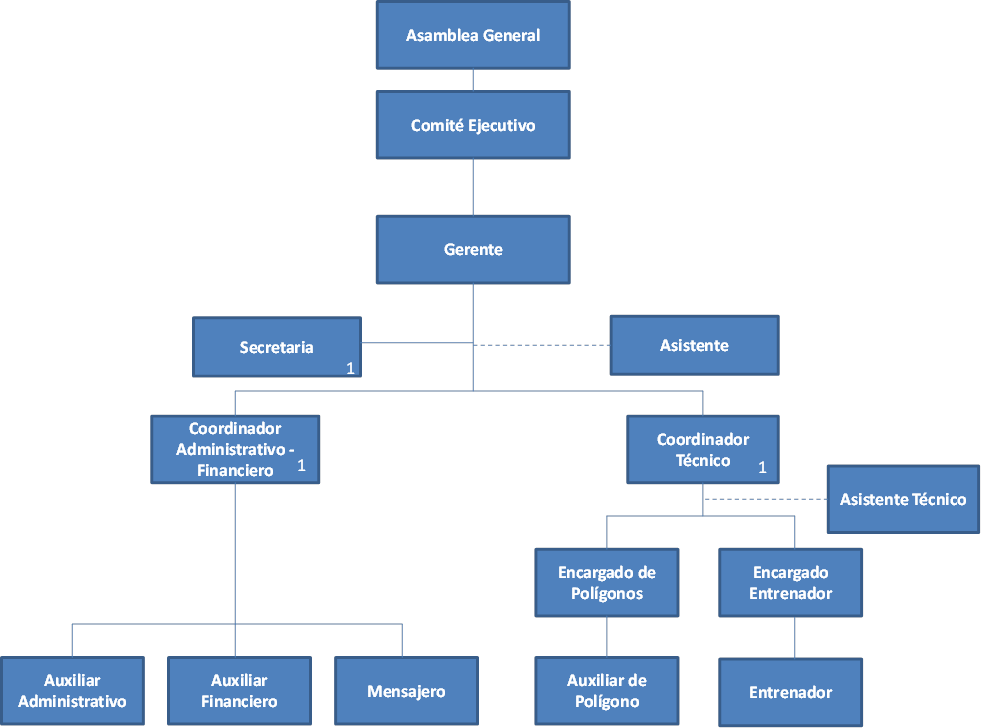 Asamblea General
Comité Ejecutivo
Gerente
Secretaria
1
Asistente
Coordinador
Administrativo -
Financiero
1
Coordinador
Técnico
1
Asistente Técnico
Encargado de
Polígonos
Encargado
Entrenador
Auxiliar
Administrativo
Auxiliar
Financiero
Mensajero
Auxiliar de
Polígono
Entrenador